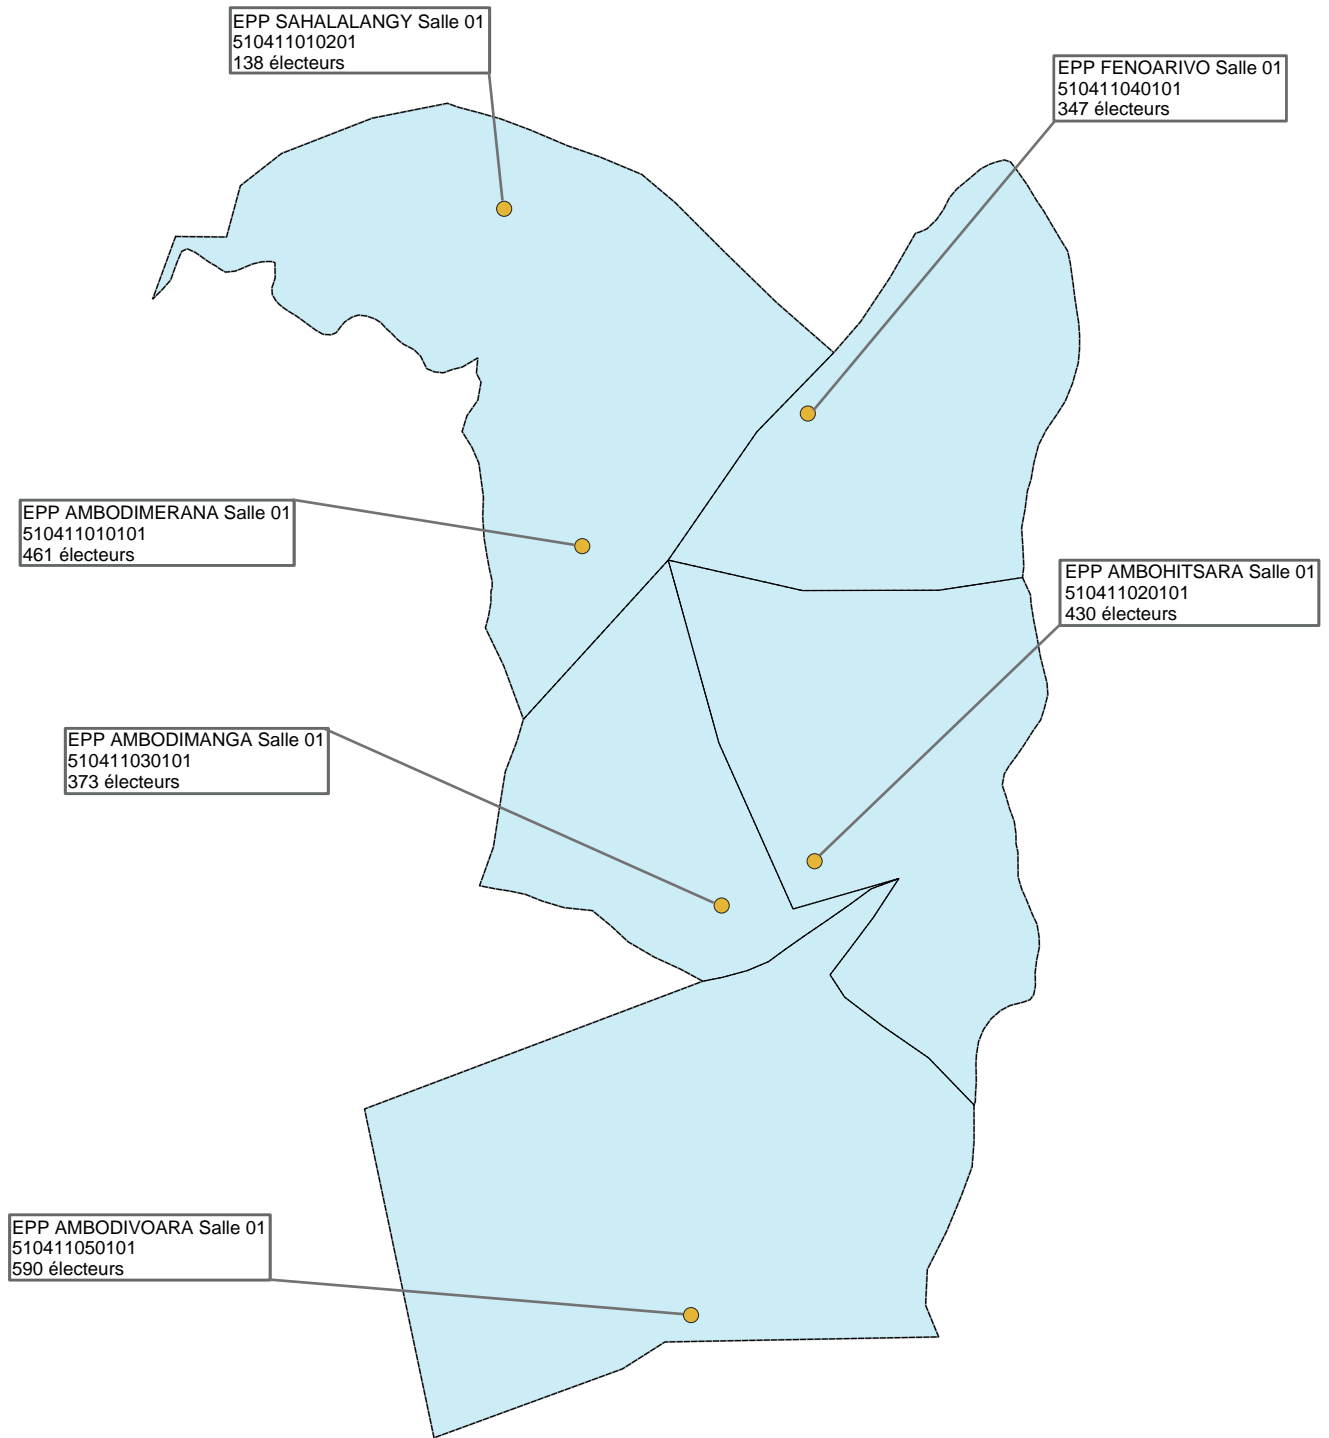 EPP SAHALALANGY Salle 01
510411010201
138 électeurs
EPP FENOARIVO Salle 01
510411040101
347 électeurs
EPP AMBODIMERANA Salle 01
510411010101
461 électeurs
EPP AMBOHITSARA Salle 01
510411020101
430 électeurs
EPP AMBODIMANGA Salle 01
510411030101
373 électeurs
EPP AMBODIVOARA Salle 01
510411050101
590 électeurs